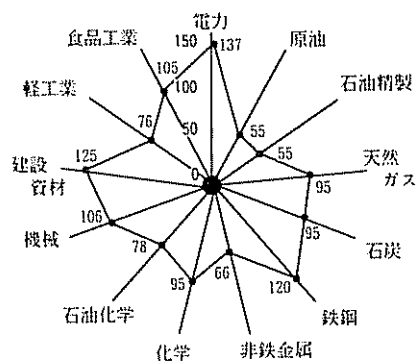 電力
150
137
食品工業
105
100
原油
軽工業
76
50
55
石油精製
55
建設
資材
125
0
天然
ガス
95
機械
106
95
石炭
石油化学
78
95
66
120
鉄鋼
化学
非鉄金属